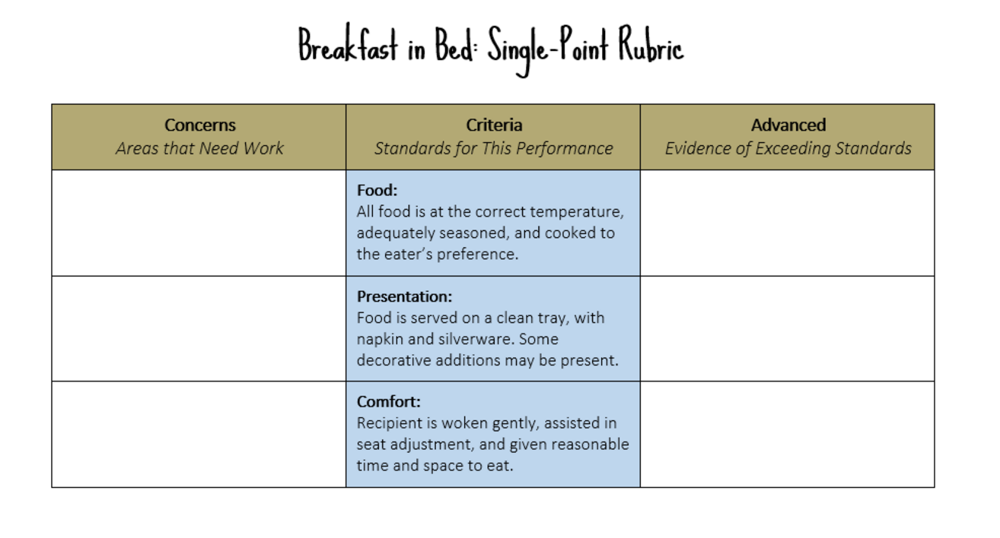 Breakfast in Bed: Single-Point Rubric
Concerns
Areas that Need Work
Criteria
Standards for This Performance
Advanced
Evidence of Exceeding Standards
Food:
All food is at the correct temperature,
adequately seasoned, and cooked to
the eater’s preference.
Presentation:
Food is served on a clean tray, with
napkin and silverware. Some
decorative additions may be present.
Comfort:
Recipient is woken gently, assisted in
seat adjustment, and given reasonable
time and space to eat.